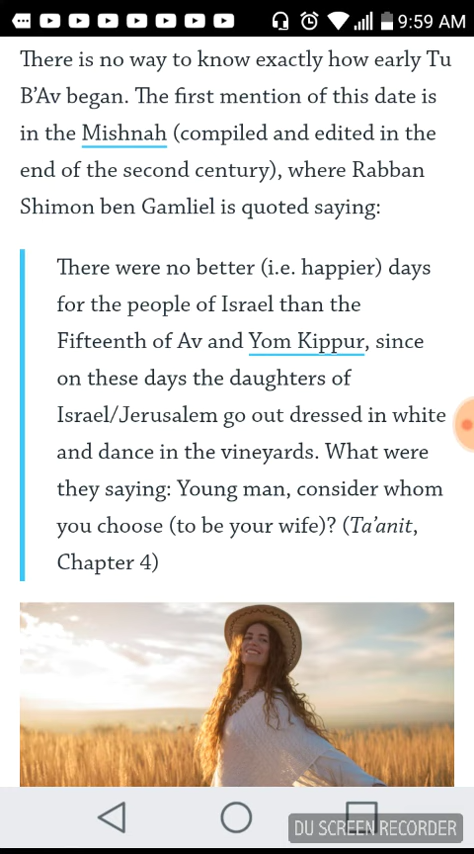 9:59 AM
There is no way to know exactly how early Tu
B’Av began. The first mention of this date is
in the Mishnah (compiled and edited in the
end of the second century), where Rabban
Shimon ben Gamliel is quoted saying:
There were no better (i.e. happier) days
for the people of Israel than the
Fifteenth of Av and Yom Kippur, since
on these days the daughters of
Israel/Jerusalem go out dressed in white
and dance in the vineyards. What were
they saying: Young man, consider whom
you choose (to be your wife)? (Ta’anit,
Chapter 4)
DU SCREEN RECORDER